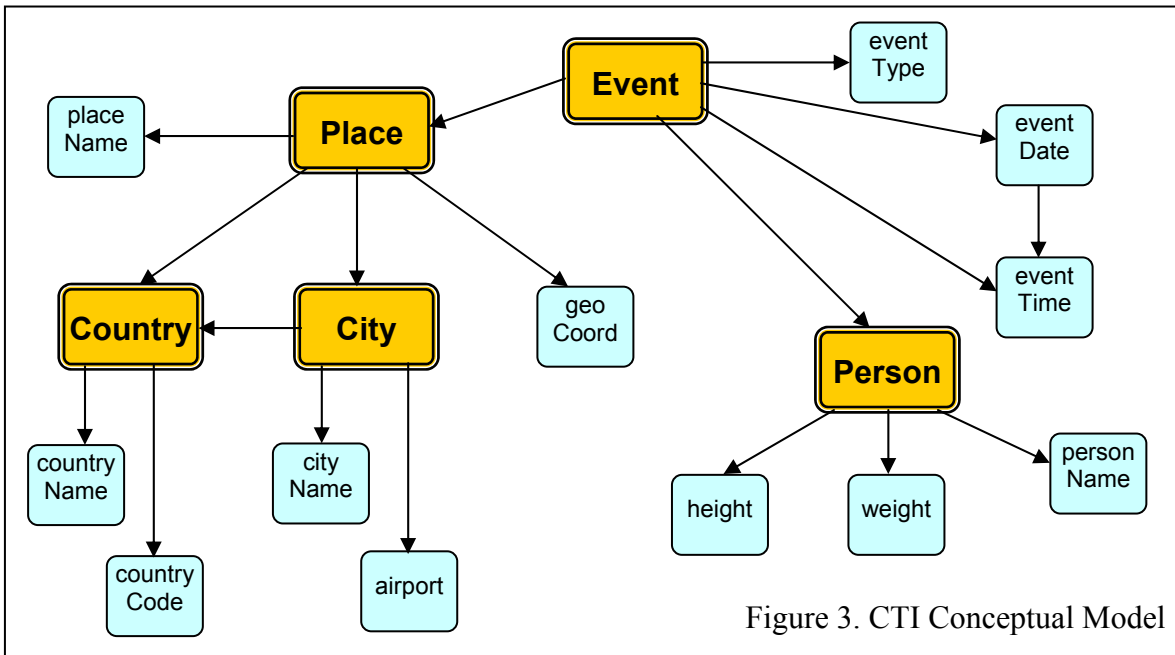 event
Type
Event
place
Name
Place
event
Date
event
Time
Country
City
geo
Coord
Person
country
Name
city
Name
person
Name
height
weight
country
Code
airport
Figure 3. CTI Conceptual Model